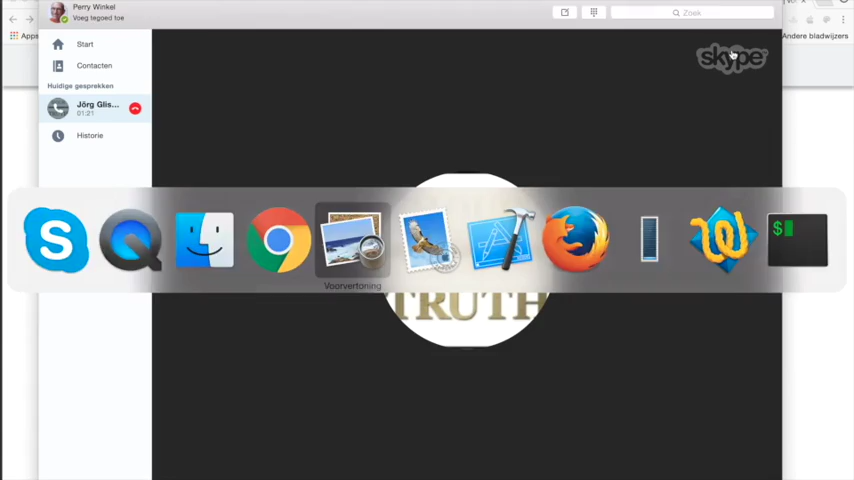 Perry Winkel
Voeg tegoed toe
Zoek
Apps
Andere bladwijzers
Start
Contacten
Huidige gesprekken
Jörg Glis...
01:21
Historie
skype
S
$
Voorvertoning
TRUTH